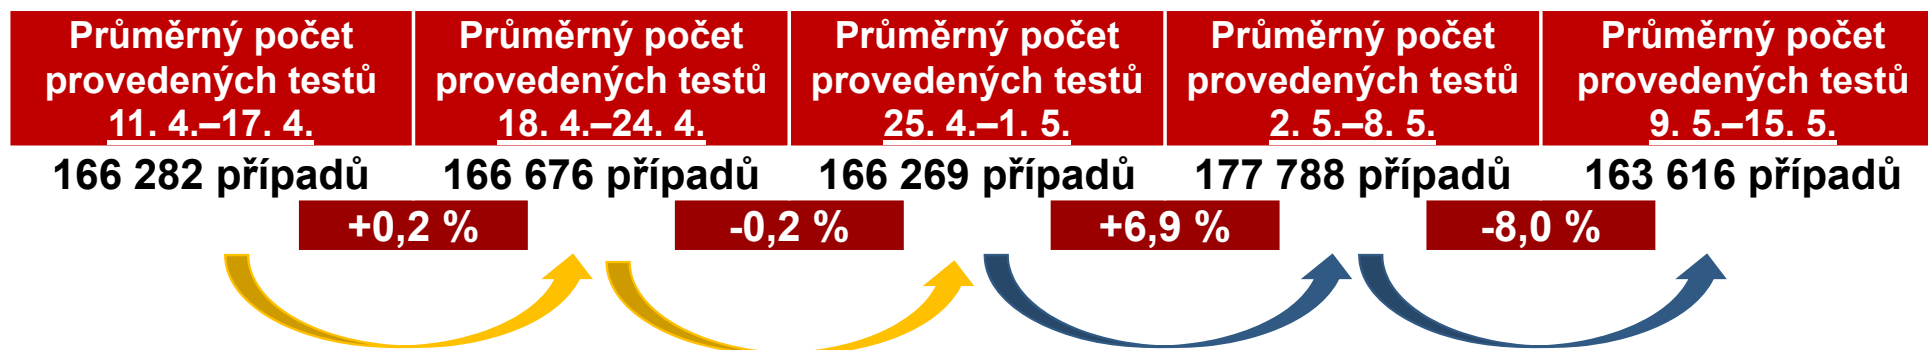 Průměrný počet
provedených testů
11. 4.–17. 4.
Průměrný počet
provedených testů
18. 4.–24. 4.
Průměrný počet
provedených testů
25. 4.–1. 5.
Průměrný počet
provedených testů
2. 5.–8. 5.
Průměrný počet
provedených testů
9. 5.–15. 5.
166 282 případů
166 676 případů
166 269 případů
177 788 případů
163 616 případů
+0,2 %
-0,2 %
+6,9 %
-8,0 %